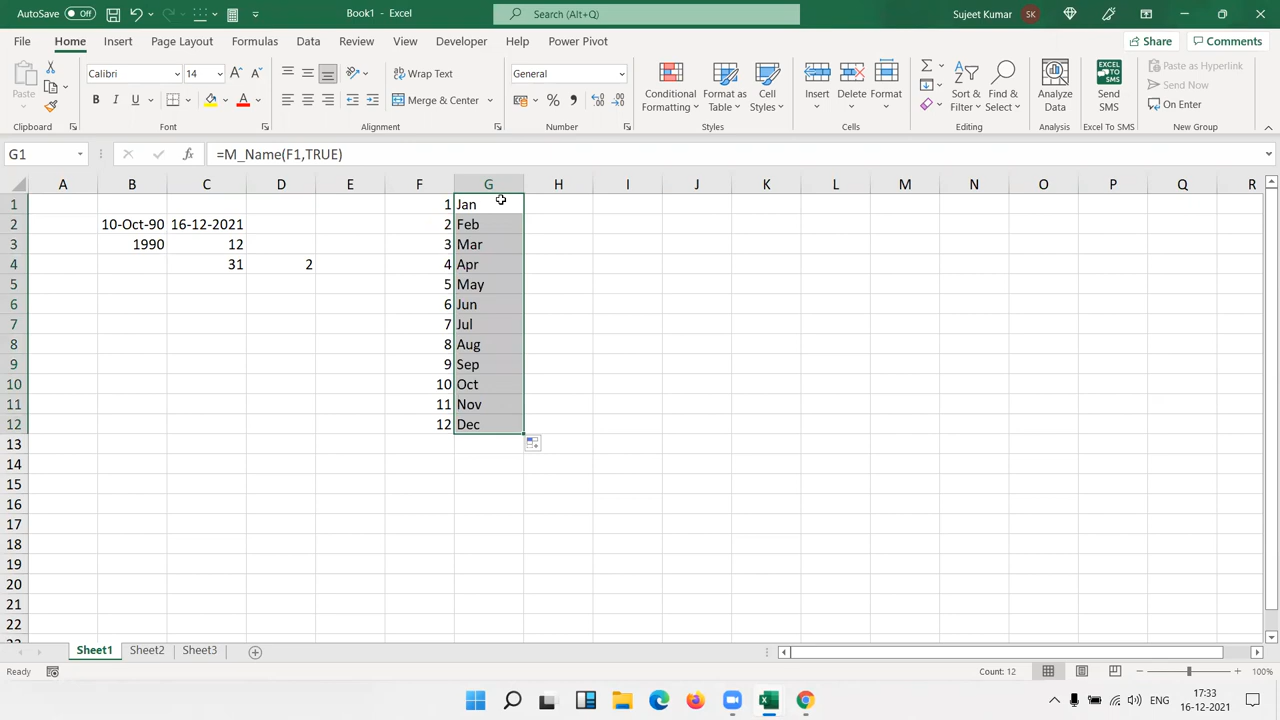 AutoSave Off Book1 - Excel Search (Alt+Q) Sujeet Kumar SK
File Home Insert Page Layout Formulas Data Review View Developer Help Power Pivot Share Comments
Paste Calibri 14 Wrap Text General Conditional Formatting Format as Table Cell Styles Insert Delete Format Sort & Filter Find & Select Analyze Data Send SMS Paste as Hyperlink
Send Now
B I U Merge & Center On Enter
Clipboard Font Alignment Number Styles Cells Editing Analysis Excel To SMS New Group
G1 fx =M_Name(F1,TRUE)
A B C D E F G H I J K L M N O P Q R
1 1 Jan
2 10-Oct-90 16-12-2021 2 Feb
3 1990 12 3 Mar
4 31 2 4 Apr
5 5 May
6 6 Jun
7 7 Jul
8 8 Aug
9 9 Sep
10 10 Oct
11 11 Nov
12 12 Dec
13
14
15
16
17
18
19
20
21
22
Sheet1 Sheet2 Sheet3
Ready Count: 12 100%
ENG 17:33
16-12-2021